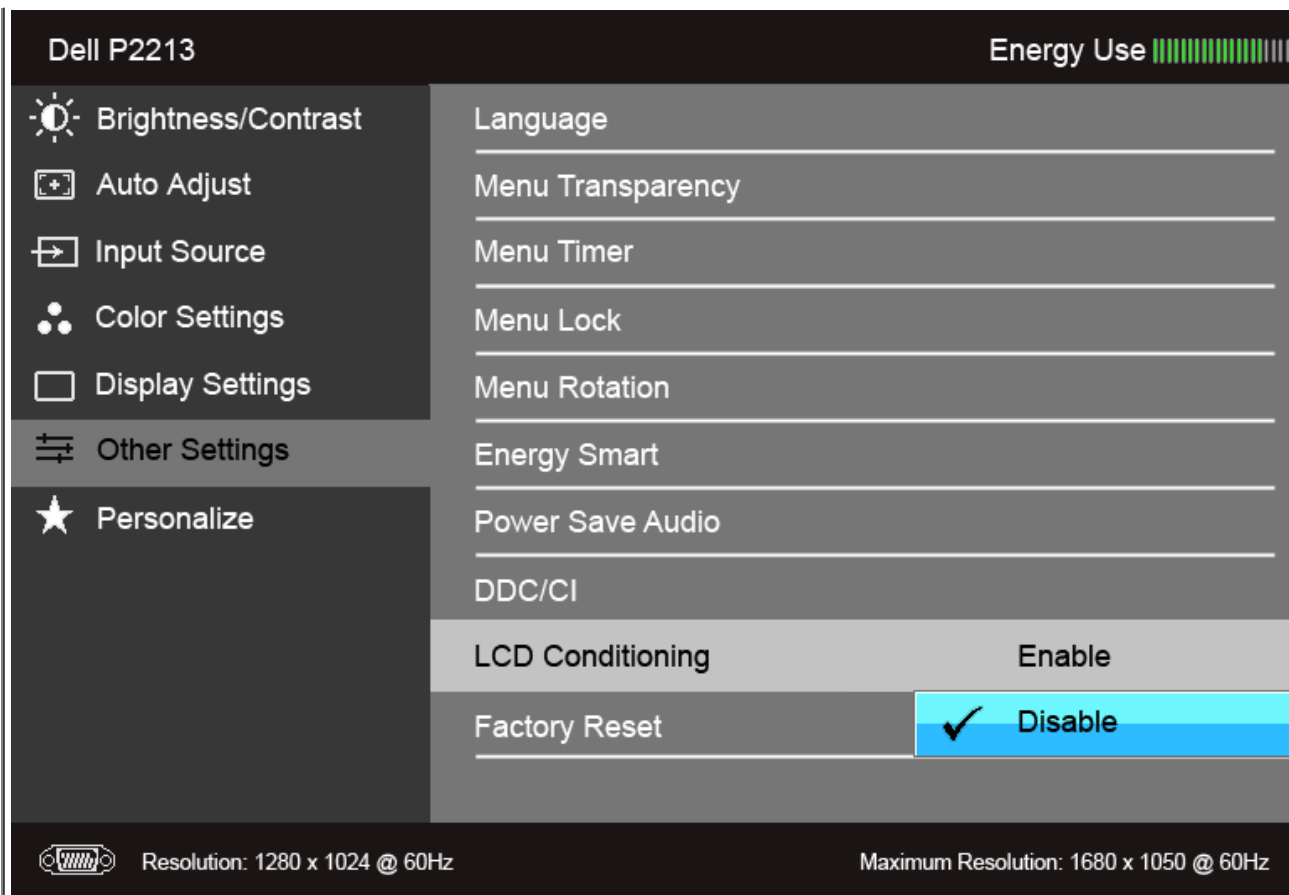 Dell P2213
Energy Use
Brightness/Contrast
Auto Adjust
Input Source
Color Settings
Display Settings
Other Settings
Personalize
Language
Menu Transparency
Menu Timer
Menu Lock
Menu Rotation
Energy Smart
Power Save Audio
DDC/CI
LCD Conditioning
Enable
Factory Reset
Disable
Resolution: 1280 x 1024 @ 60Hz
Maximum Resolution: 1680 x 1050 @ 60Hz